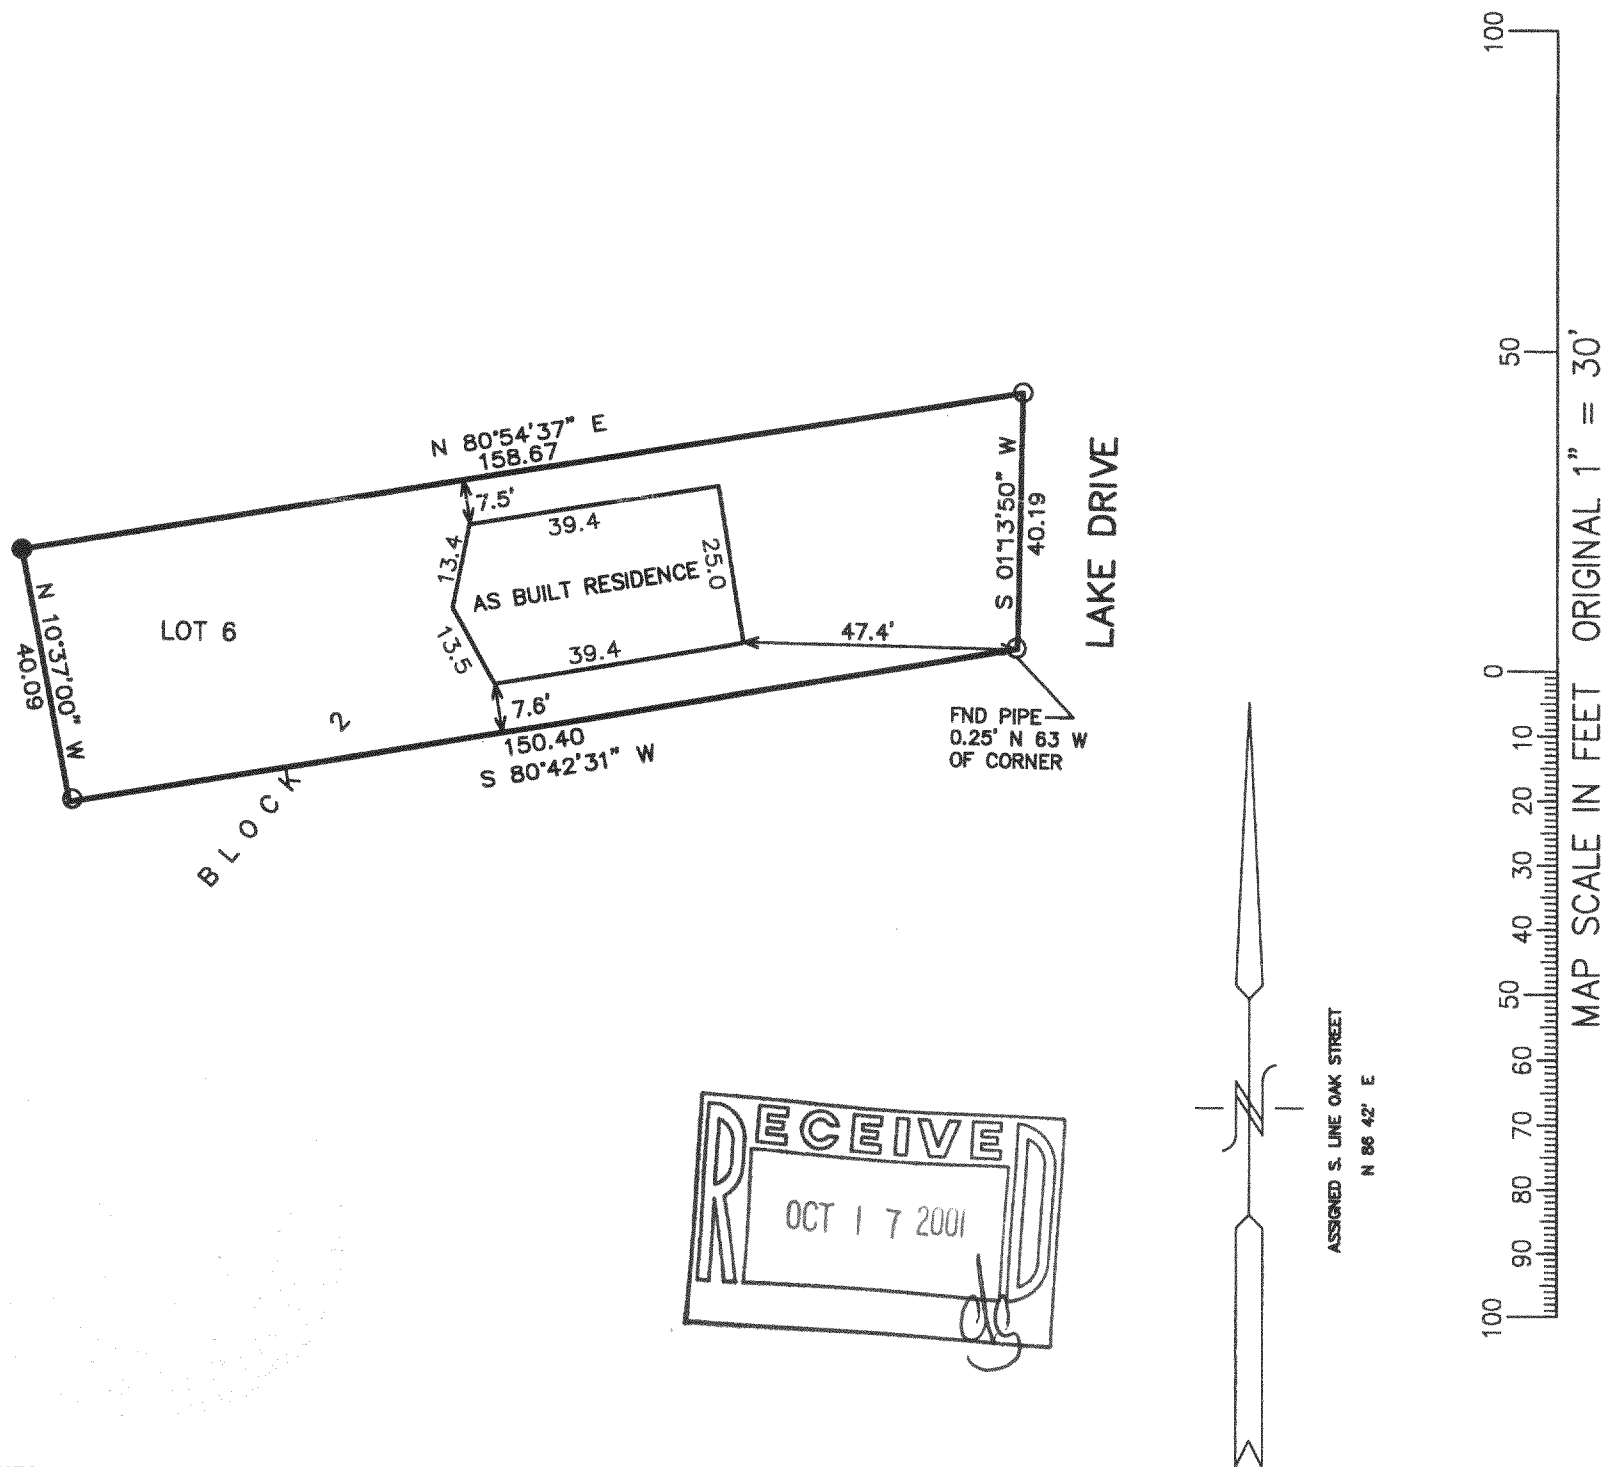 N 80°54'37" E
158.67
7.5'
39.4
13.4
25.0
AS BUILT RESIDENCE
13.5
39.4
47.4'
7.6'
150.40
S 80°42'31" W
N 10°37'00" W
40.09
LOT 6
BLOCK 2
S 01°13'50" W
40.19
LAKE DRIVE
FND PIPE
0.25' N 63 W
OF CORNER
RECEIVED
OCT 17 2001
N
ASSIGNED S. LINE OAK STREET
N 86 42' E
100
50
0
10
20
30
40
50
60
70
80
90
100
MAP SCALE IN FEET ORIGINAL 1" = 30'